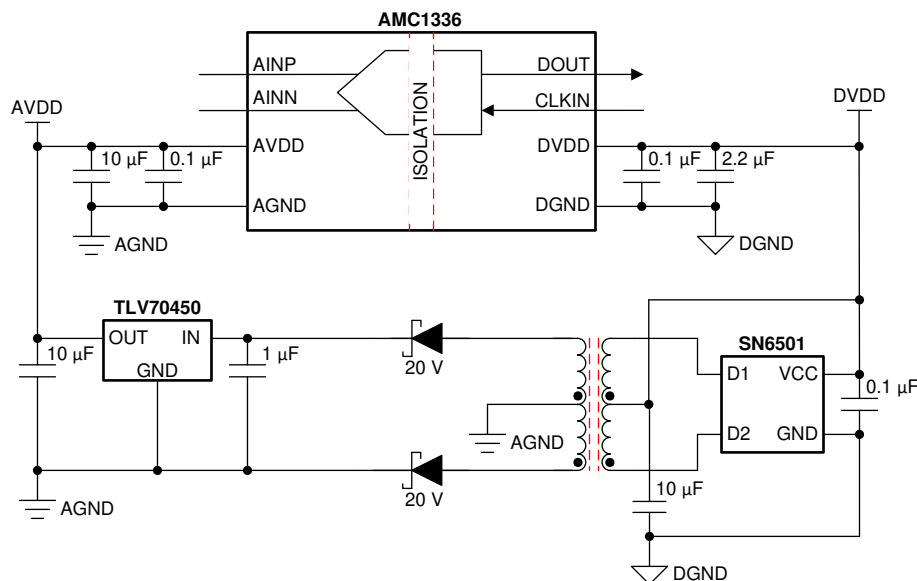 AMC1336
AINP
DOUT
AINN
CLKIN
ISOLATION
AVDD
DVDD
10 µF
0.1 µF
AVDD
DVDD
0.1 µF
2.2 µF
AGND
DGND
AGND
DGND
TLV70450
OUT
IN
GND
10 µF
1 µF
20 V
SN6501
D1
VCC
D2
GND
0.1 µF
AGND
20 V
10 µF
AGND
DGND